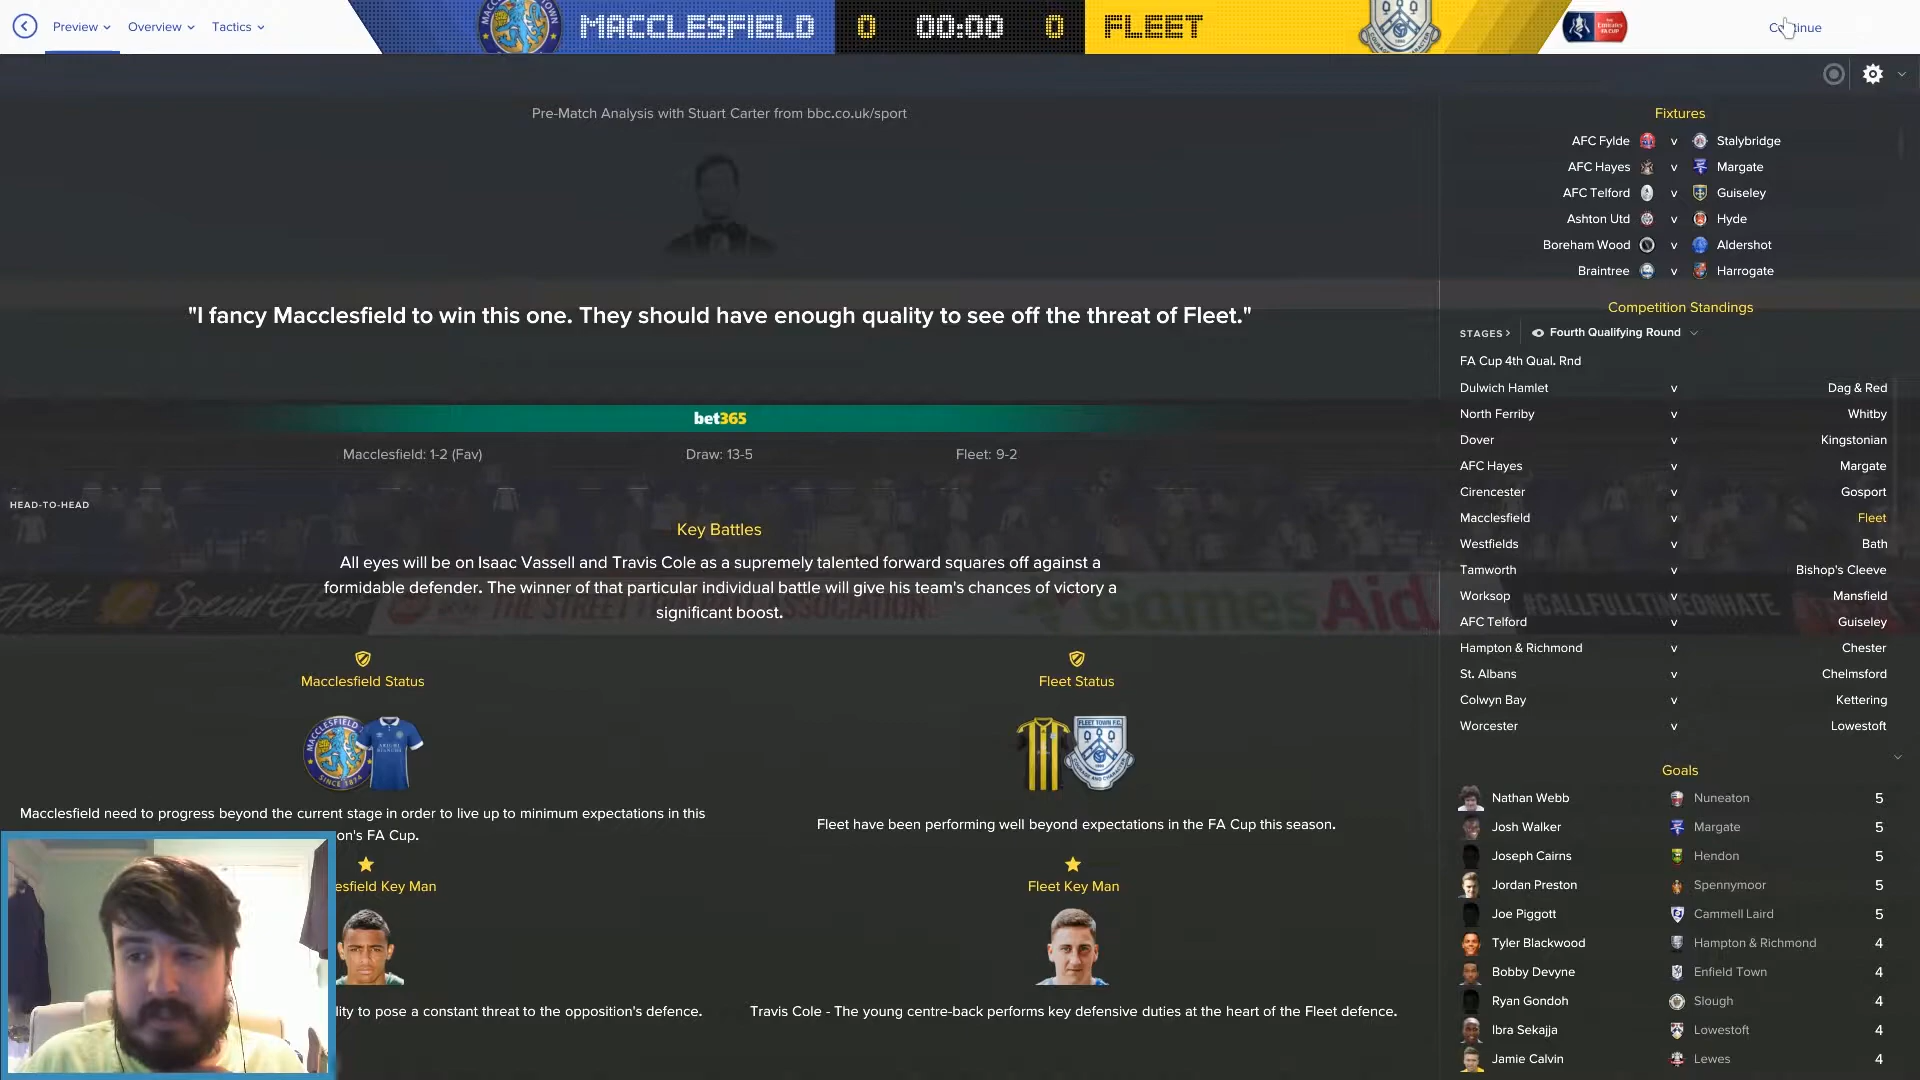 Preview
Overview
Tactics
MACCLESFIELD
0
00:00
0
FLEET
Continue
Pre-Match Analysis with Stuart Carter from bbc.co.uk/sport
"I fancy Macclesfield to win this one. They should have enough quality to see off the threat of Fleet."
bet365
Macclesfield: 1-2 (Fav)
Draw: 13-5
Fleet: 9-2
HEAD-TO-HEAD
Key Battles
All eyes will be on Isaac Vassell and Travis Cole as a supremely talented forward squares off against a
formidable defender. The winner of that particular individual battle will give his team's chances of victory a
significant boost.
Macclesfield Status
Fleet Status
MACCLESFIELD
SINCE 1874
FLEET TOWN F.C.
Macclesfield need to progress beyond the current stage in order to live up to minimum expectations in this
on's FA Cup.
Fleet have been performing well beyond expectations in the FA Cup this season.
esfield Key Man
Fleet Key Man
lity to pose a constant threat to the opposition's defence.
Travis Cole - The young centre-back performs key defensive duties at the heart of the Fleet defence.
Fixtures
AFC Fylde v Stalybridge
AFC Hayes v Margate
AFC Telford v Guiseley
Ashton Utd v Hyde
Boreham Wood v Aldershot
Braintree v Harrogate
Competition Standings
STAGES
Fourth Qualifying Round
FA Cup 4th Qual. Rnd
Dulwich Hamlet v Dag & Red
North Ferriby v Whitby
Dover v Kingstonian
AFC Hayes v Margate
Cirencester v Gosport
Macclesfield v Fleet
Westfields v Bath
Tamworth v Bishop's Cleeve
Worksop v Mansfield
AFC Telford v Guiseley
Hampton & Richmond v Chester
St. Albans v Chelmsford
Colwyn Bay v Kettering
Worcester v Lowestoft
#CALLFULLTIMEONHATE
Goals
Nathan Webb Nuneaton 5
Josh Walker Margate 5
Joseph Cairns Hendon 5
Jordan Preston Spennymoor 5
Joe Piggott Cammell Laird 5
Tyler Blackwood Hampton & Richmond 4
Bobby Devyne Enfield Town 4
Ryan Gondoh Slough 4
Ibra Sekajja Lowestoft 4
Jamie Calvin Lewes 4